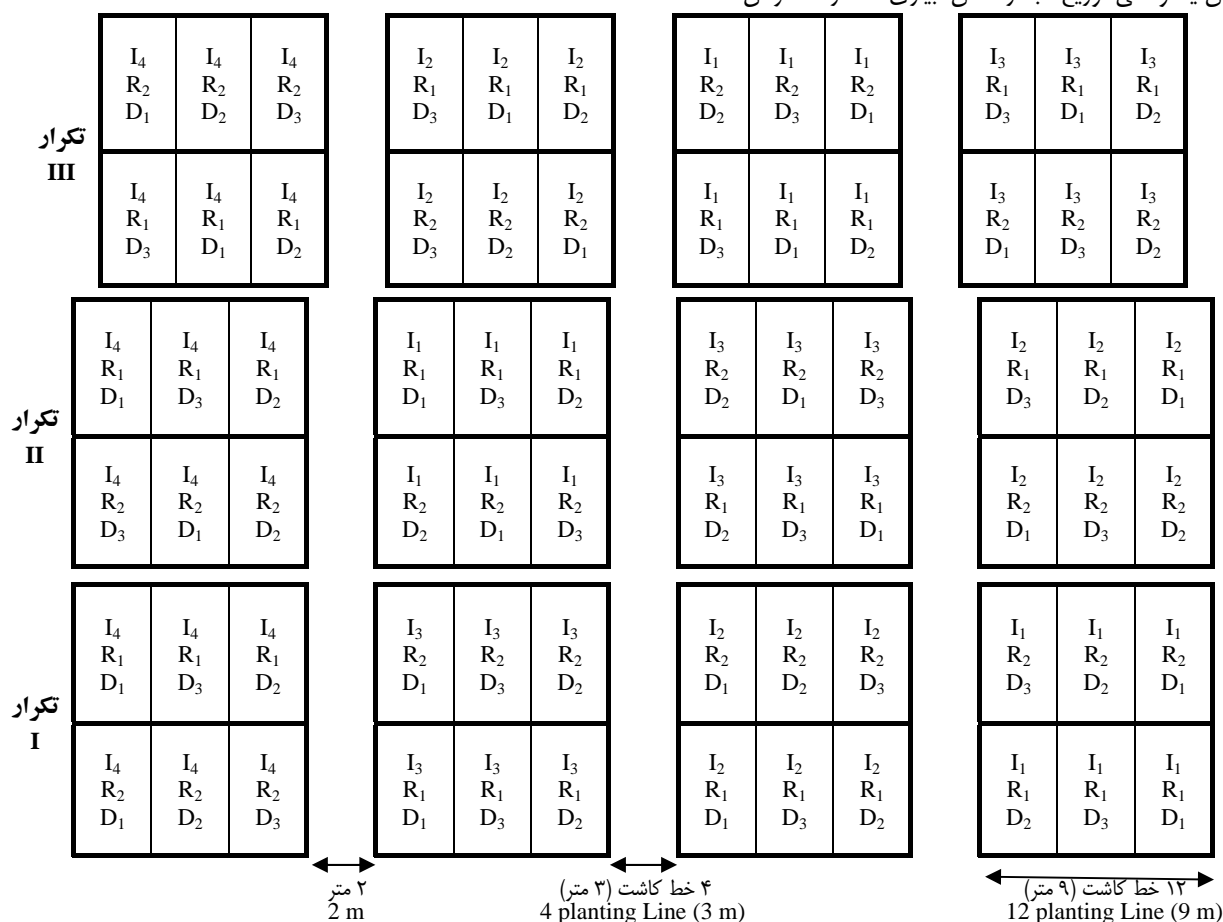 I₄ I₄ I₄ I₂ I₂ I₂ I₁ I₁ I₁ I₃ I₃ I₃
R₂ R₂ R₂ R₁ R₁ R₁ R₂ R₂ R₂ R₁ R₁ R₁
D₁ D₂ D₃ D₃ D₁ D₂ D₂ D₃ D₁ D₃ D₁ D₂
تکرار
III
I₄ I₄ I₄ I₂ I₂ I₂ I₁ I₁ I₁ I₃ I₃ I₃
R₁ R₁ R₁ R₂ R₂ R₂ R₁ R₁ R₁ R₂ R₂ R₂
D₃ D₁ D₂ D₃ D₂ D₁ D₃ D₁ D₂ D₁ D₃ D₂
I₄ I₄ I₄ I₁ I₁ I₁ I₃ I₃ I₃ I₂ I₂ I₂
R₁ R₁ R₁ R₁ R₁ R₁ R₂ R₂ R₂ R₁ R₁ R₁
D₁ D₃ D₂ D₁ D₃ D₂ D₂ D₁ D₃ D₃ D₂ D₁
تکرار
II
I₄ I₄ I₄ I₁ I₁ I₁ I₃ I₃ I₃ I₂ I₂ I₂
R₂ R₂ R₂ R₂ R₂ R₂ R₁ R₁ R₁ R₂ R₂ R₂
D₃ D₁ D₂ D₂ D₁ D₃ D₂ D₃ D₁ D₁ D₃ D₂
I₄ I₄ I₄ I₃ I₃ I₃ I₂ I₂ I₂ I₁ I₁ I₁
R₁ R₁ R₁ R₂ R₂ R₂ R₂ R₂ R₂ R₂ R₂ R₂
D₁ D₃ D₂ D₁ D₃ D₂ D₁ D₂ D₃ D₃ D₂ D₁
تکرار
I
I₄ I₄ I₄ I₃ I₃ I₃ I₂ I₂ I₂ I₁ I₁ I₁
R₂ R₂ R₂ R₁ R₁ R₁ R₁ R₁ R₁ R₁ R₁ R₁
D₁ D₂ D₃ D₁ D₃ D₂ D₁ D₃ D₂ D₂ D₃ D₁
۲ متر
2 m
۴ خط کاشت (۳ متر)
4 planting Line (3 m)
۱۲ خط کاشت (۹ متر)
12 planting Line (9 m)